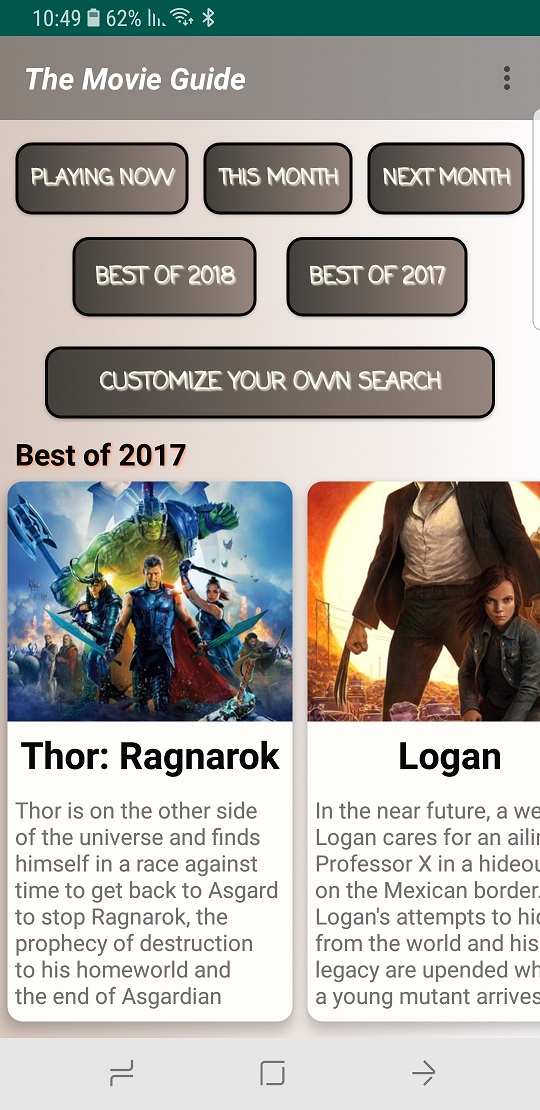 10:49 62%
The Movie Guide
PLAYING NOW THIS MONTH NEXT MONTH
BEST OF 2018 BEST OF 2017
CUSTOMIZE YOUR OWN SEARCH
Best of 2017
Thor: Ragnarok
Thor is on the other side
of the universe and finds
himself in a race against
time to get back to Asgard
to stop Ragnarok, the
prophecy of destruction
to his homeworld and
the end of Asgardian
Logan
In the near future, a we
Logan cares for an ailin
Professor X in a hideou
on the Mexican border.
Logan's attempts to hid
from the world and his
legacy are upended wh
a young mutant arrives